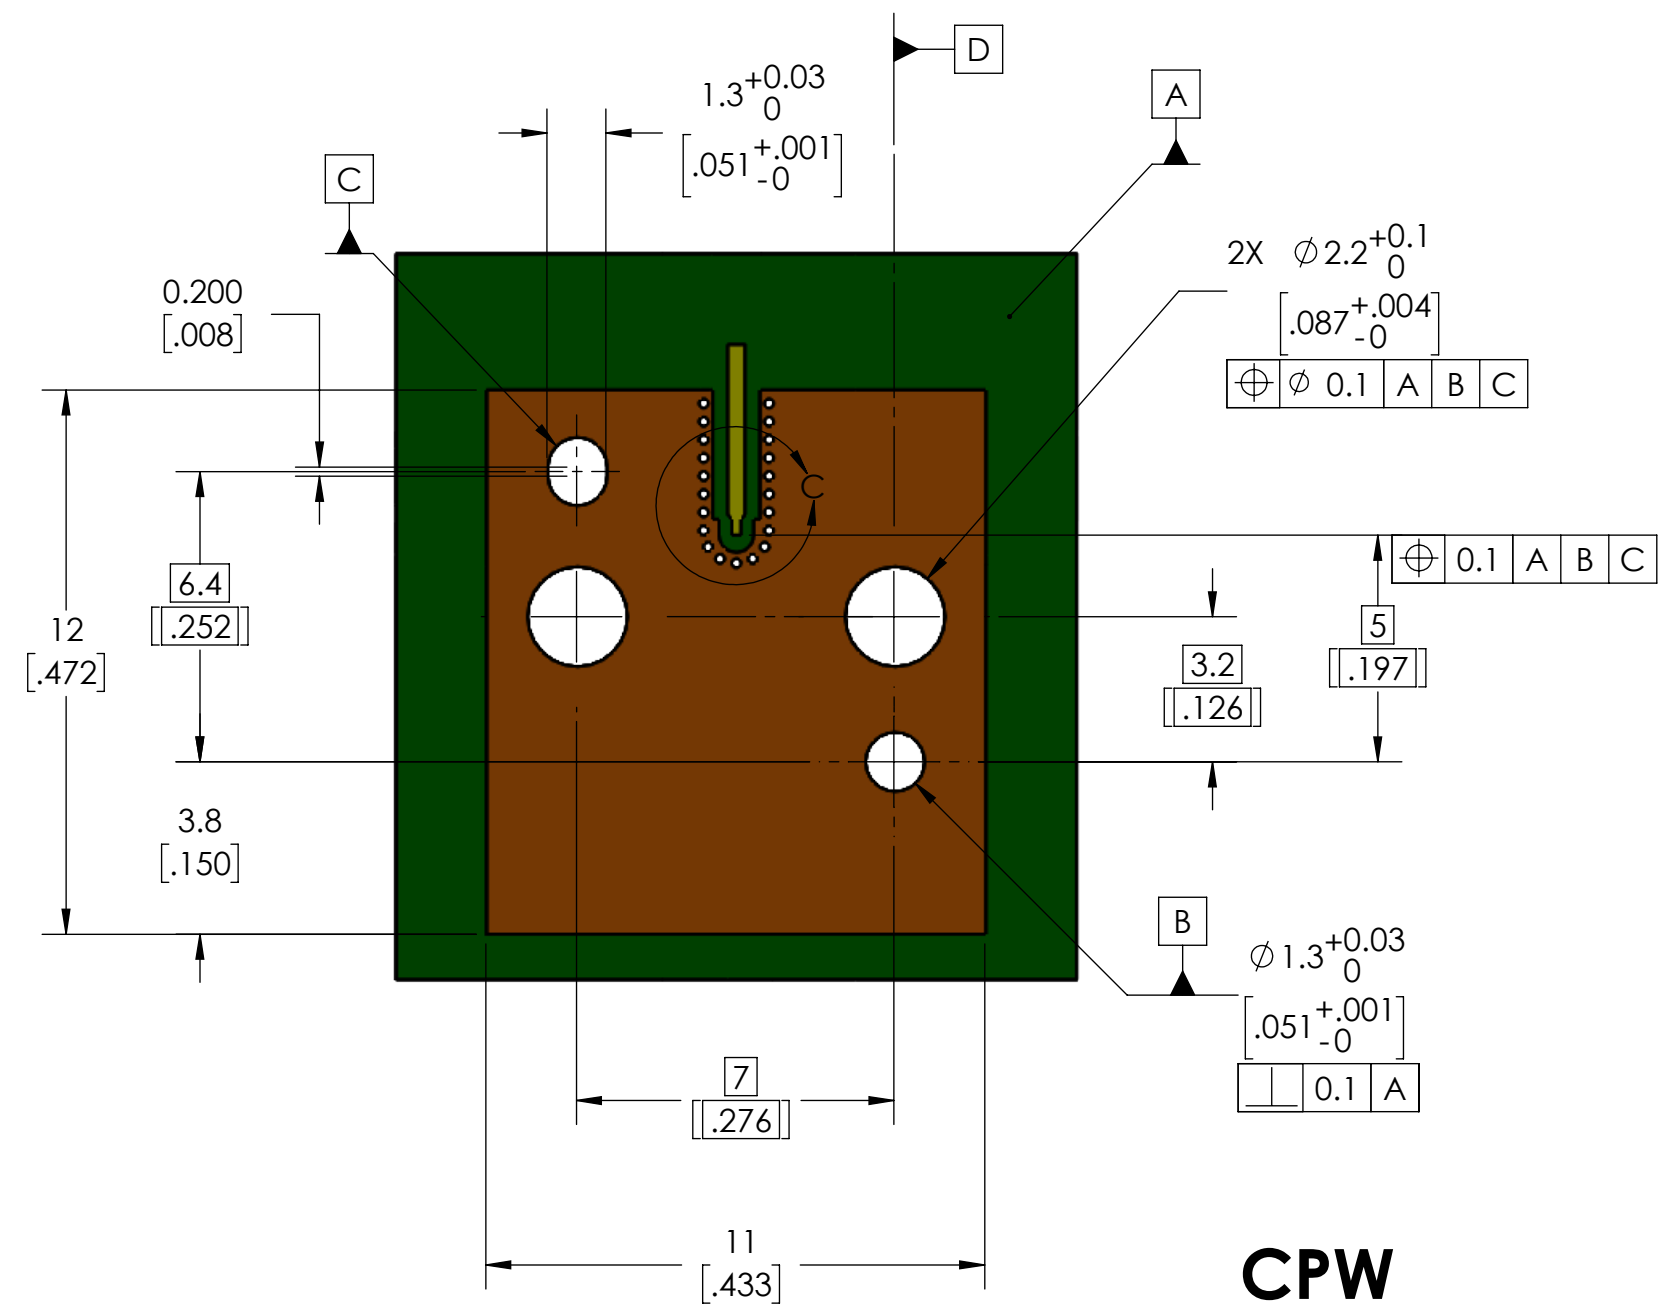 D
1.3 +0.03
0
[.051 +.001
-0]
A
C
2X ⌀2.2 +0.1
0
[.087 +.004
-0]
⌖ ⌀ 0.1 A B C
0.200
[.008]
C
⌖ 0.1 A B C
6.4
[.252]
12
[.472]
5
[.197]
3.2
[.126]
3.8
[.150]
B
⌀1.3 +0.03
0
[.051 +.001
-0]
⊥ 0.1 A
7
[.276]
11
[.433]
CPW